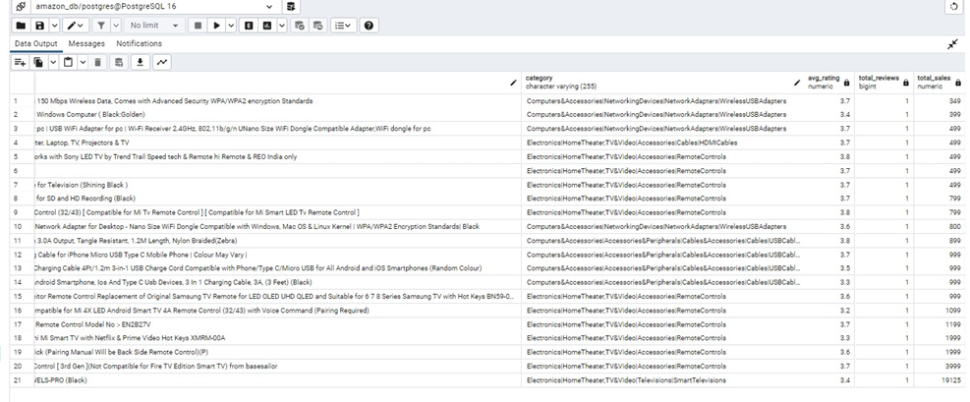 amazon_db/postgres@PostgreSQL 16
No limit
Data Output Messages Notifications
category avg_rating total_reviews total_sales
character varying (255) numeric bigint numeric
1 150 Mbps Wireless Data, Comes with Advanced Security WPA/WPA2 encryption Standards Computers&Accessories|NetworkingDevices|NetworkAdapters|WirelessUSBAdapters 3.7 1 349
2 Windows Computer ( Black:Golden) Computers&Accessories|NetworkingDevices|NetworkAdapters|WirelessUSBAdapters 3.4 1 399
3 pc | USB WiFi Adapter for pc | Wi-Fi Receiver 2.4GHz, 802.11b/g/n UNano Size WiFi Dongle Compatible Adapter,WiFi dongle for pc Computers&Accessories|NetworkingDevices|NetworkAdapters|WirelessUSBAdapters 3.7 1 499
4 ter, Laptop, TV, Projectors & TV Electronics|HomeTheater,TV&Video|Accessories|Cables|HDMICables 3.7 1 499
5 orks with Sony LED TV by Trend Trail Speed tech & Remote hi Remote & REO India only Electronics|HomeTheater,TV&Video|Accessories|RemoteControls 3.8 1 499
6 Electronics|HomeTheater,TV&Video|Accessories|RemoteControls 3.7 1 499
7 for Television (Shining Black ) Electronics|HomeTheater,TV&Video|Accessories|RemoteControls 3.7 1 499
8 for SD and HD Recording (Black) Electronics|HomeTheater,TV&Video|Accessories|RemoteControls 3.7 1 799
9 Control (32/43) [ Compatible for Mi Tv Remote Control ] [ Compatible for Mi Smart LED Tv Remote Control ] Electronics|HomeTheater,TV&Video|Accessories|RemoteControls 3.8 1 799
10 Network Adapter for Desktop - Nano Size WiFi Dongle Compatible with Windows, Mac OS & Linux Kernel | WPA/WPA2 Encryption Standards| Black Computers&Accessories|NetworkingDevices|NetworkAdapters|WirelessUSBAdapters 3.6 1 800
11 3.0A Output, Tangle Resistant, 1.2M Length, Nylon Braided(Zebra) Computers&Accessories|Accessories&Peripherals|Cables&Accessories|Cables|USBCabl... 3.8 1 899
12 Cable for iPhone Micro USB Type C Mobile Phone | Colour May Vary | Computers&Accessories|Accessories&Peripherals|Cables&Accessories|Cables|USBCabl... 3.7 1 999
13 Charging Cable 4Ft/1.2m 3-in-1 USB Charge Cord Compatible with Phone/Type C/Micro USB for All Android and iOS Smartphones (Random Colour) Computers&Accessories|Accessories&Peripherals|Cables&Accessories|Cables|USBCabl... 3.5 1 999
14 Android Smartphone, Ios And Type C Usb Devices, 3 In 1 Charging Cable, 3A, (3 Feet) (Black) Computers&Accessories|Accessories&Peripherals|Cables&Accessories|Cables|USBCabl... 3.3 1 999
15 itor Remote Control Replacement of Original Samsung TV Remote for LED OLED UHD QLED and Suitable for 6 7 8 Series Samsung TV with Hot Keys BN59-0... Electronics|HomeTheater,TV&Video|Accessories|RemoteControls 3.6 1 999
16 mpatible for Mi 4X LED Android Smart TV 4A Remote Control (32/43) with Voice Command (Pairing Required) Electronics|HomeTheater,TV&Video|Accessories|RemoteControls 3.2 1 1099
17 Remote Control Model No :- EN2B27V Electronics|HomeTheater,TV&Video|Accessories|RemoteControls 3.7 1 1199
18 Mi Smart TV with Netflix & Prime Video Hot Keys XMRM-00A Electronics|HomeTheater,TV&Video|Accessories|RemoteControls 3.3 1 1999
19 ick (Pairing Manual Will be Back Side Remote Control)(P) Electronics|HomeTheater,TV&Video|Accessories|RemoteControls 3.6 1 1999
20 Control [ 3rd Gen ](Not Compatible for Fire TV Edition Smart TV) from basesailor Electronics|HomeTheater,TV&Video|Accessories|RemoteControls 3.7 1 3999
21 VELS-PRO (Black) Electronics|HomeTheater,TV&Video|Televisions|SmartTelevisions 3.4 1 19125